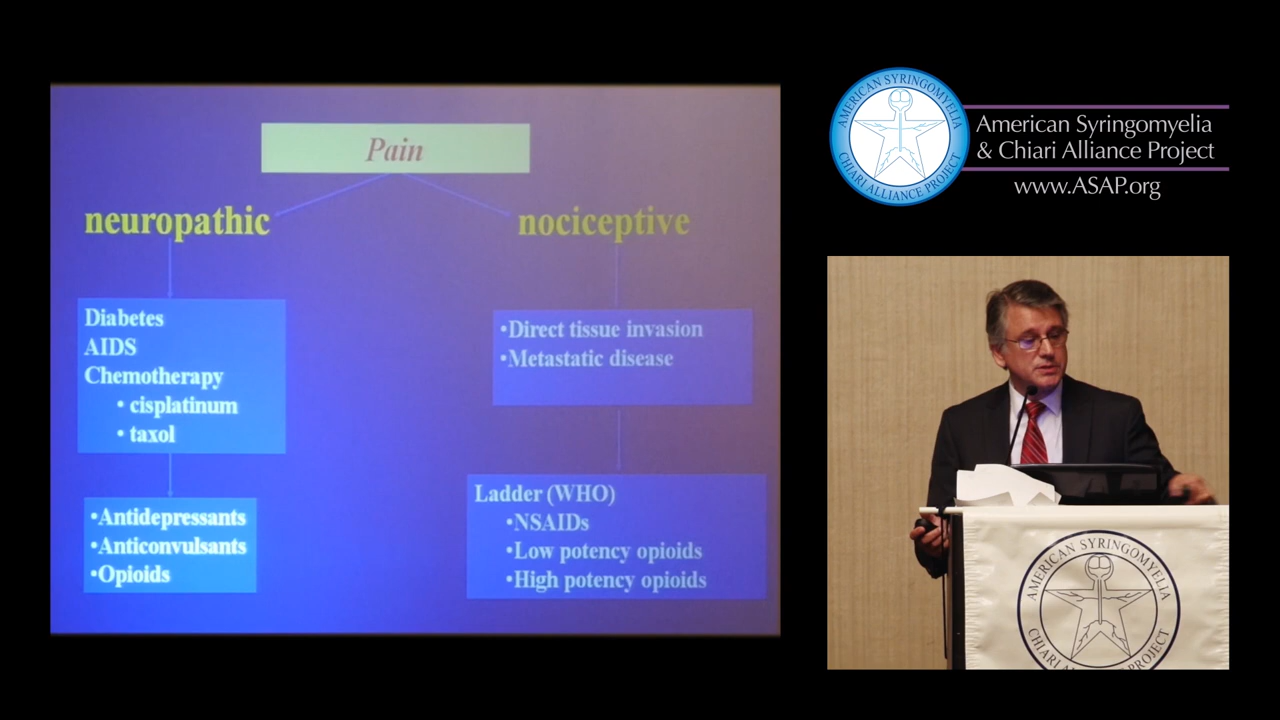 Pain
neuropathic
nociceptive
Diabetes
AIDS
Chemotherapy
• cisplatinum
• taxol
•Antidepressants
•Anticonvulsants
•Opioids
•Direct tissue invasion
•Metastatic disease
Ladder (WHO)
•NSAIDs
•Low potency opioids
•High potency opioids
AMERICAN SYRINGOMYELIA
CHIARI ALLIANCE PROJECT
American Syringomyelia
& Chiari Alliance Project
www.ASAP.org
AMERICAN SYRINGOMYELIA
CHIARI ALLIANCE PROJECT